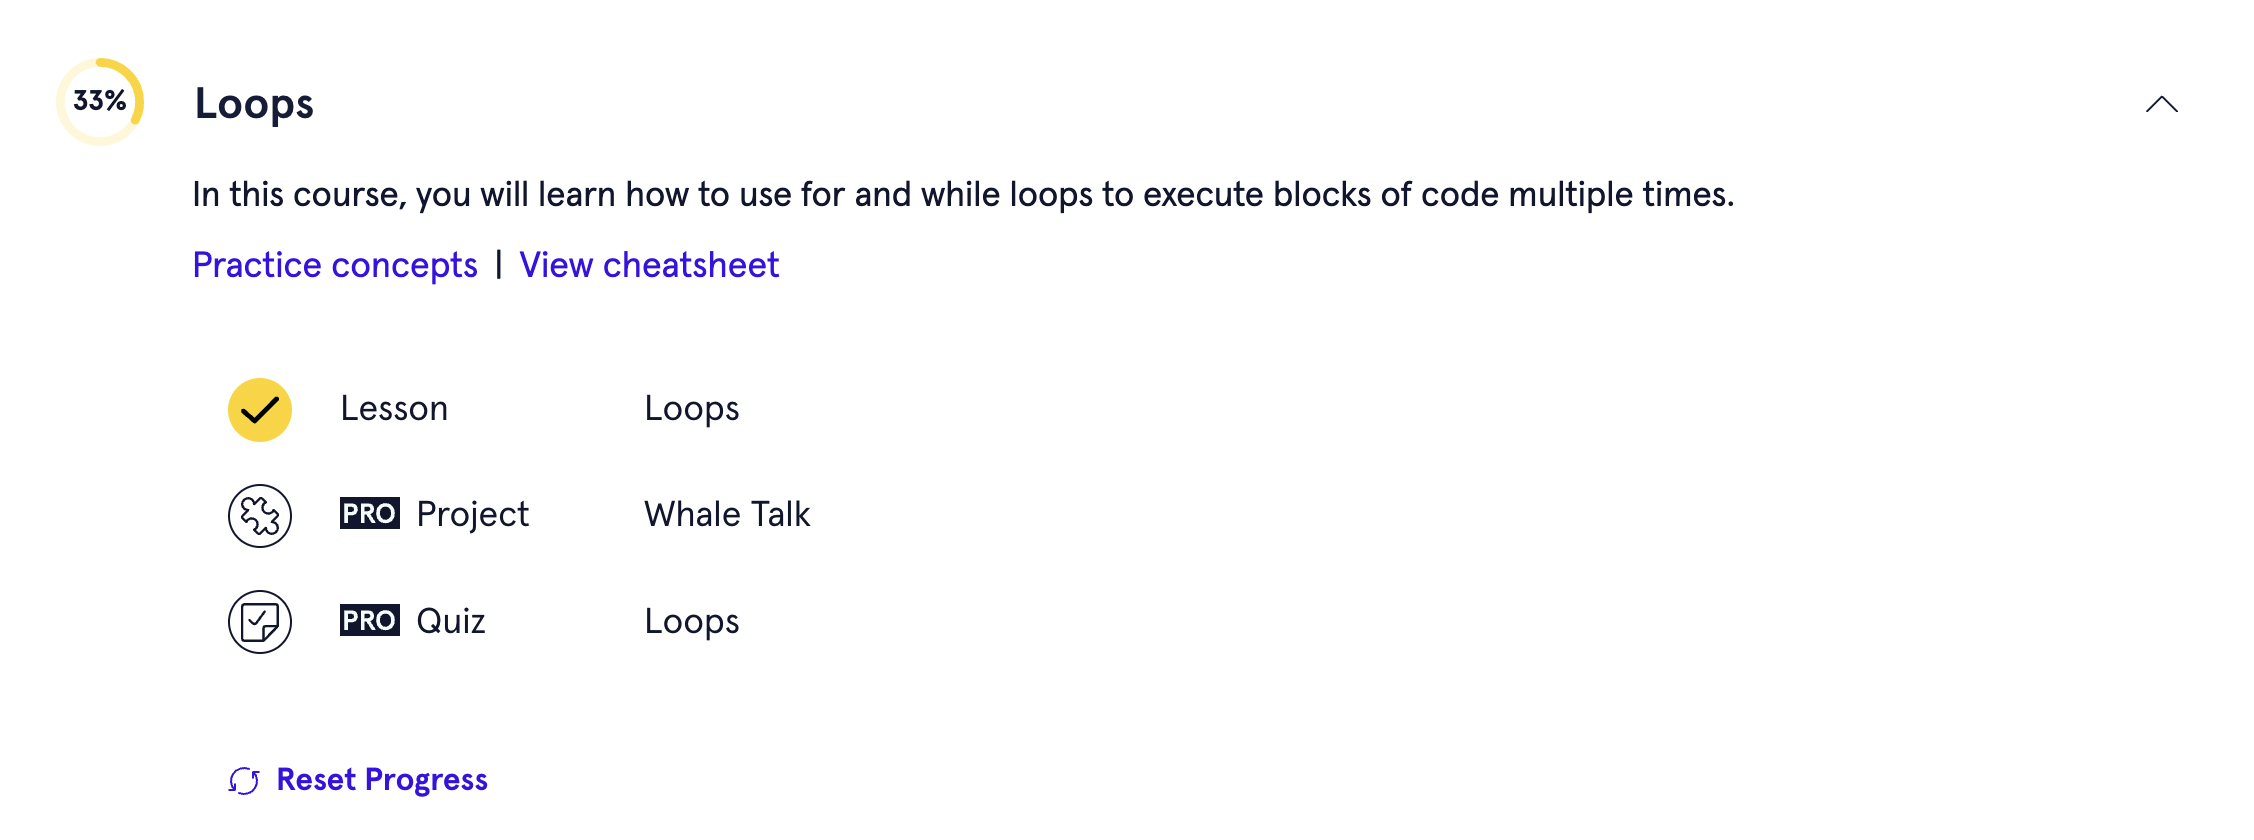 33% Loops
In this course, you will learn how to use for and while loops to execute blocks of code multiple times.
Practice concepts | View cheatsheet
Lesson Loops
PRO Project Whale Talk
PRO Quiz Loops
Reset Progress